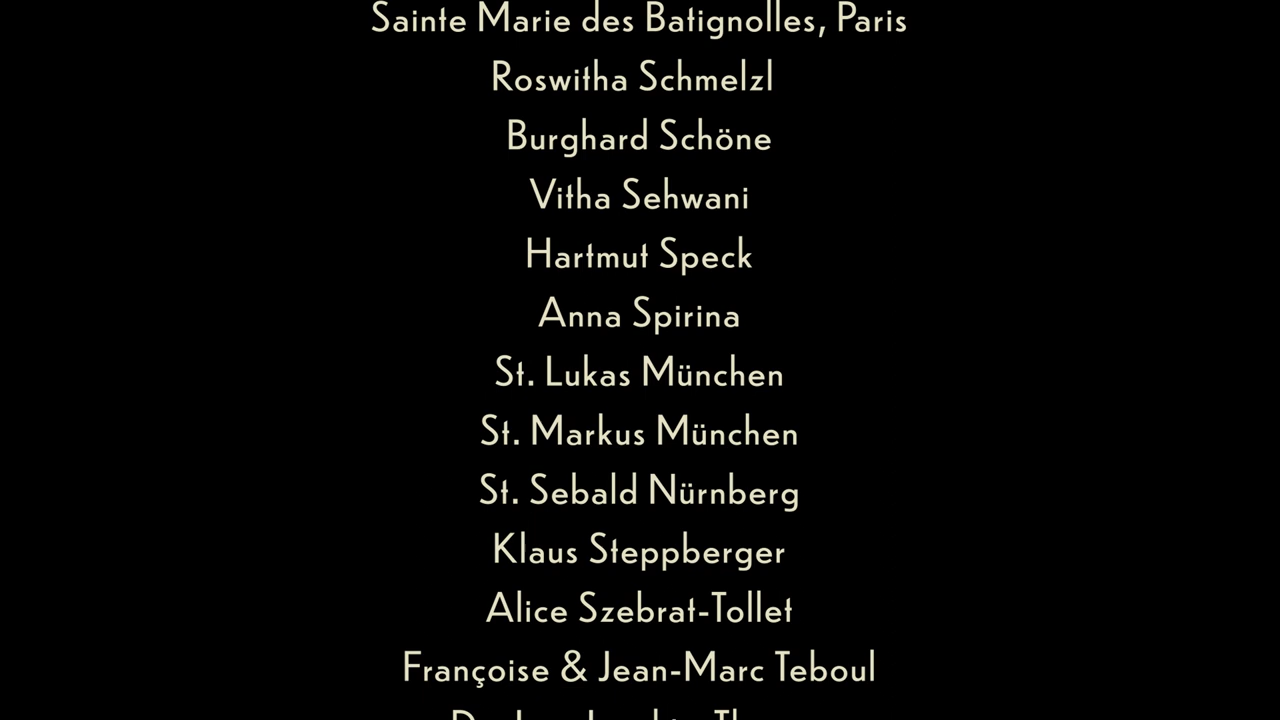 Sainte Marie des Batignolles, Paris
Roswitha Schmelzl
Burghard Schöne
Vitha Sehwani
Hartmut Speck
Anna Spirina
St. Lukas München
St. Markus München
St. Sebald Nürnberg
Klaus Steppberger
Alice Szebrat-Tollet
Françoise & Jean-Marc Teboul